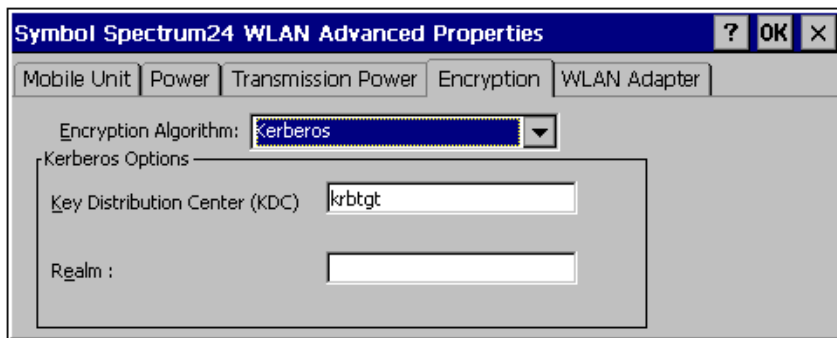 Symbol Spectrum24 WLAN Advanced Properties ? OK ×
Mobile Unit Power Transmission Power Encryption WLAN Adapter
Encryption Algorithm: Kerberos
Kerberos Options
Key Distribution Center (KDC) krbtgt
Realm :